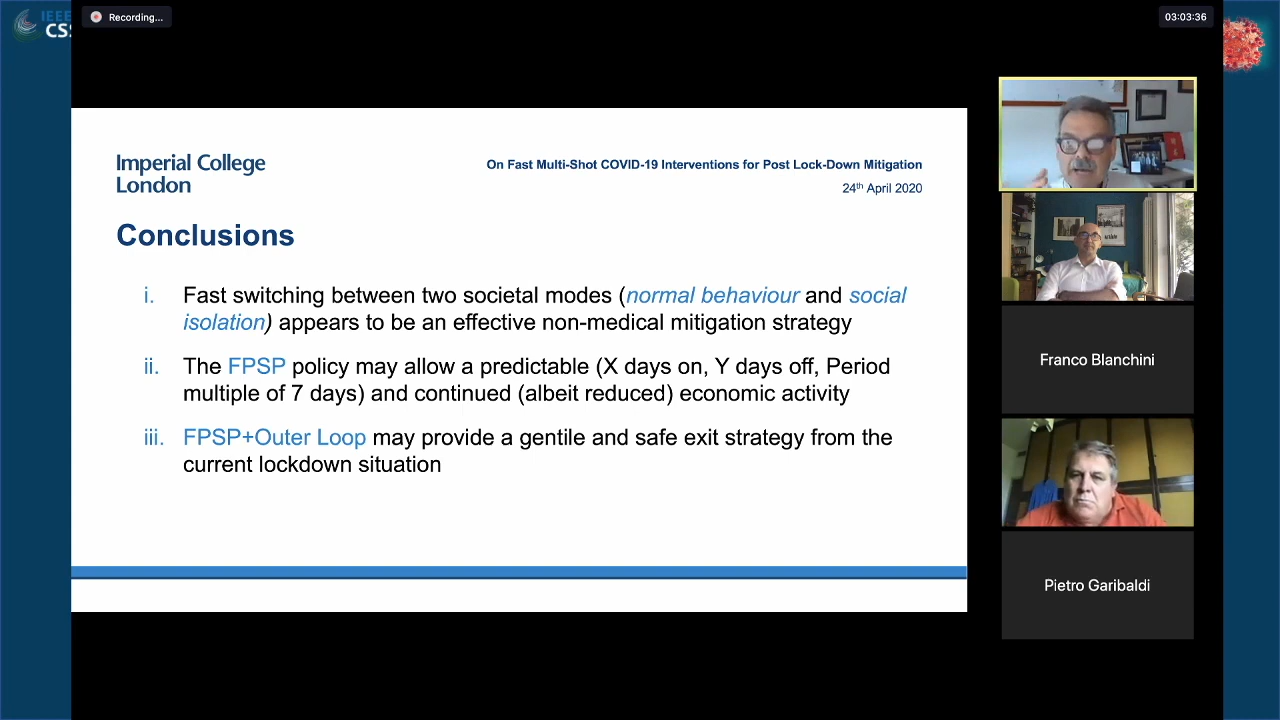 IEEE
CSS
Recording...
03:03:36
Imperial College
London
On Fast Multi-Shot COVID-19 Interventions for Post Lock-Down Mitigation
24th April 2020
Conclusions
i. Fast switching between two societal modes (normal behaviour and social
isolation) appears to be an effective non-medical mitigation strategy
ii. The FPSP policy may allow a predictable (X days on, Y days off, Period
multiple of 7 days) and continued (albeit reduced) economic activity
iii. FPSP+Outer Loop may provide a gentile and safe exit strategy from the
current lockdown situation
Franco Blanchini
Pietro Garibaldi